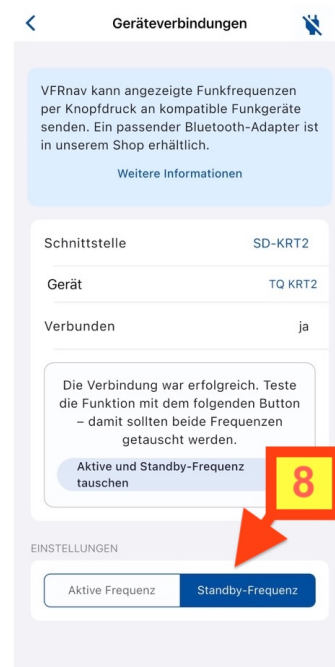 Geräteverbindungen
VFRnav kann angezeigte Funkfrequenzen
per Knopfdruck an kompatible Funkgeräte
senden. Ein passender Bluetooth-Adapter ist
in unserem Shop erhältlich.
Weitere Informationen
Schnittstelle SD-KRT2
Gerät TQ KRT2
Verbunden ja
Die Verbindung war erfolgreich. Teste
die Funktion mit dem folgenden Button
– damit sollten beide Frequenzen
getauscht werden.
Aktive und Standby-Frequenz
tauschen
8
EINSTELLUNGEN
Aktive Frequenz Standby-Frequenz